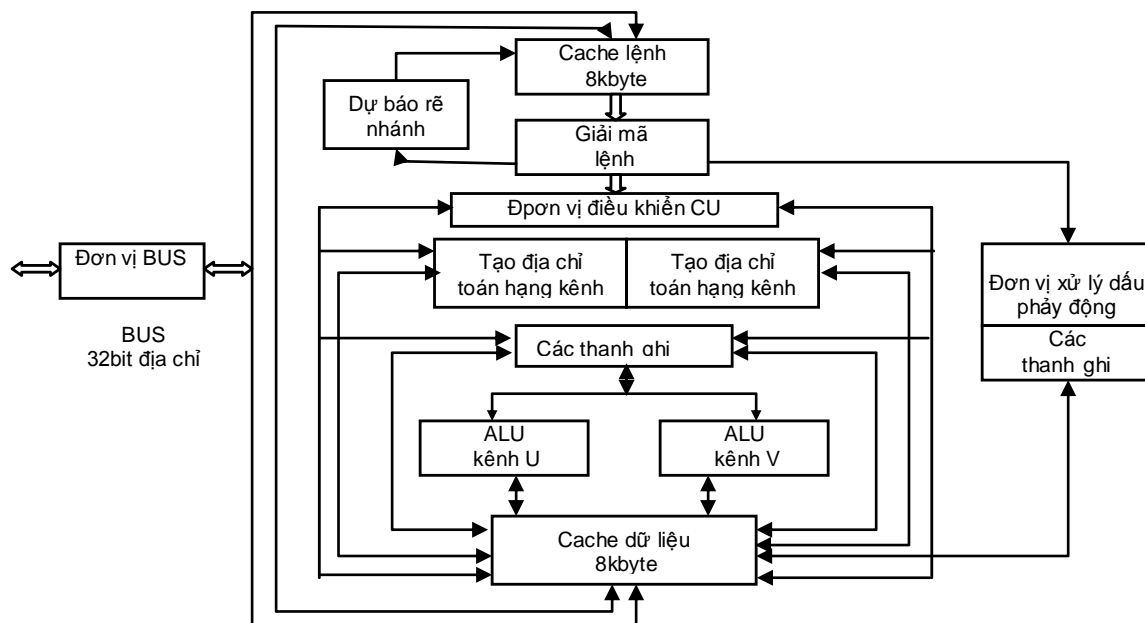 Cache lệnh
8kbyte
Dự báo rẽ
nhánh
Giải mã
lệnh
Đpơn vị điều khiển CU
Đơn vị BUS
BUS
32bit địa chỉ
Tạo địa chỉ
toán hạng kênh
Tạo địa chỉ
toán hạng kênh
Đơn vị xử lý dấu
phảy động
Các
thanh ghi
Các thanh ghi
ALU
kênh U
ALU
kênh V
Cache dữ liệu
8kbyte